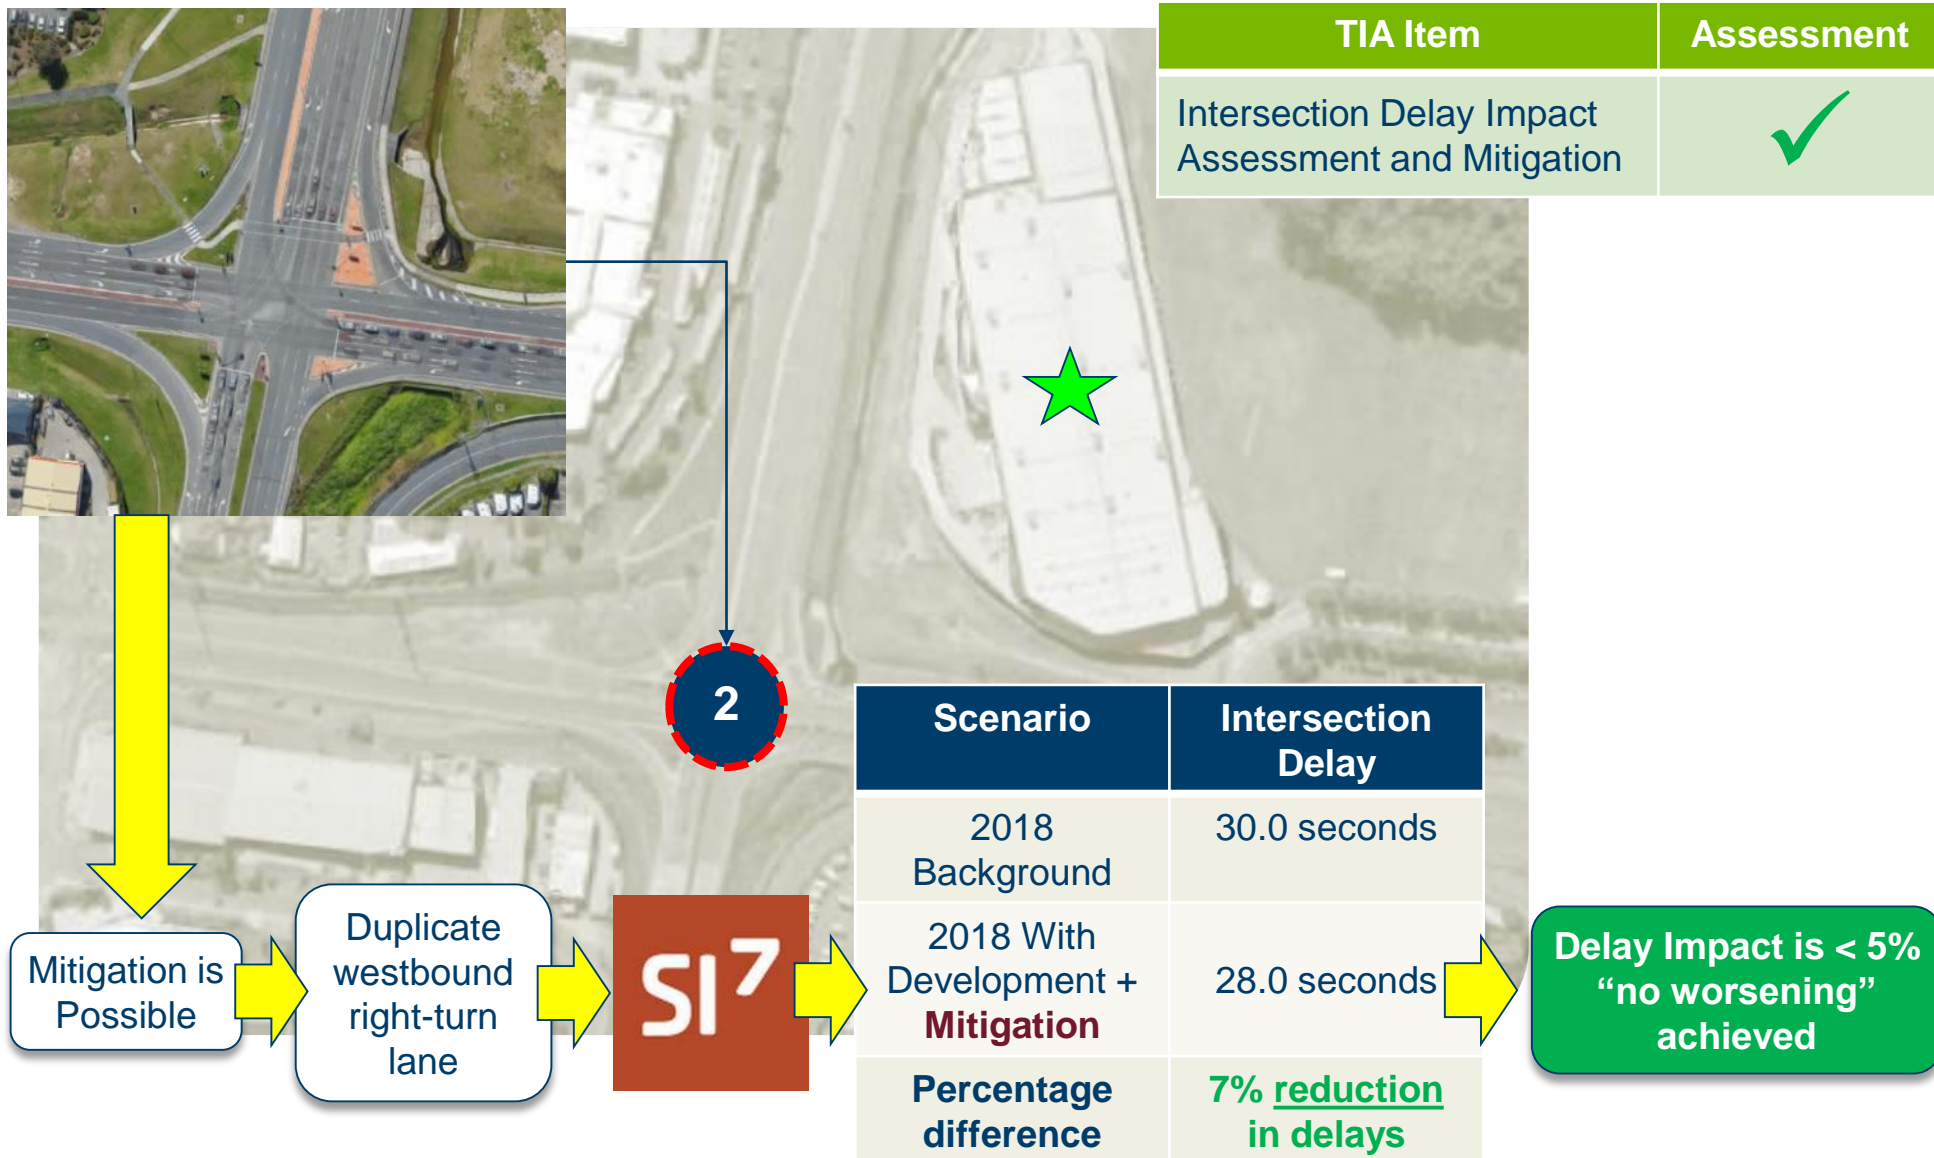 TIA Item
Assessment
Intersection Delay Impact
Assessment and Mitigation
2
Scenario
Intersection
Delay
2018
Background
30.0 seconds
2018 With
Development +
Mitigation
28.0 seconds
Percentage
difference
7% reduction
in delays
Mitigation is
Possible
Duplicate
westbound
right-turn
lane
SI7
Delay Impact is < 5%
“no worsening”
achieved